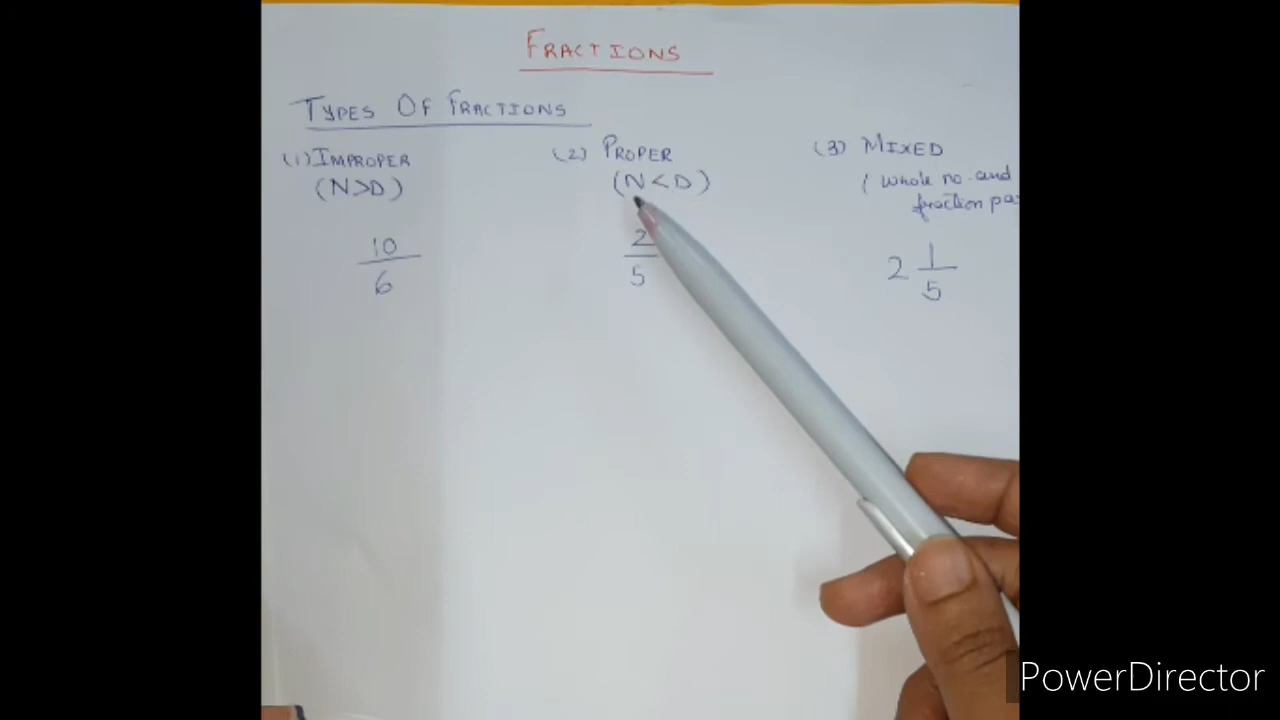 FRACTIONS
TYPES OF FRACTIONS
(1) IMPROPER
(N>D)
10
6
(2) PROPER
(N<D)
2
5
(3) MIXED
( Whole no. and
fraction
2 1
5
PowerDirector